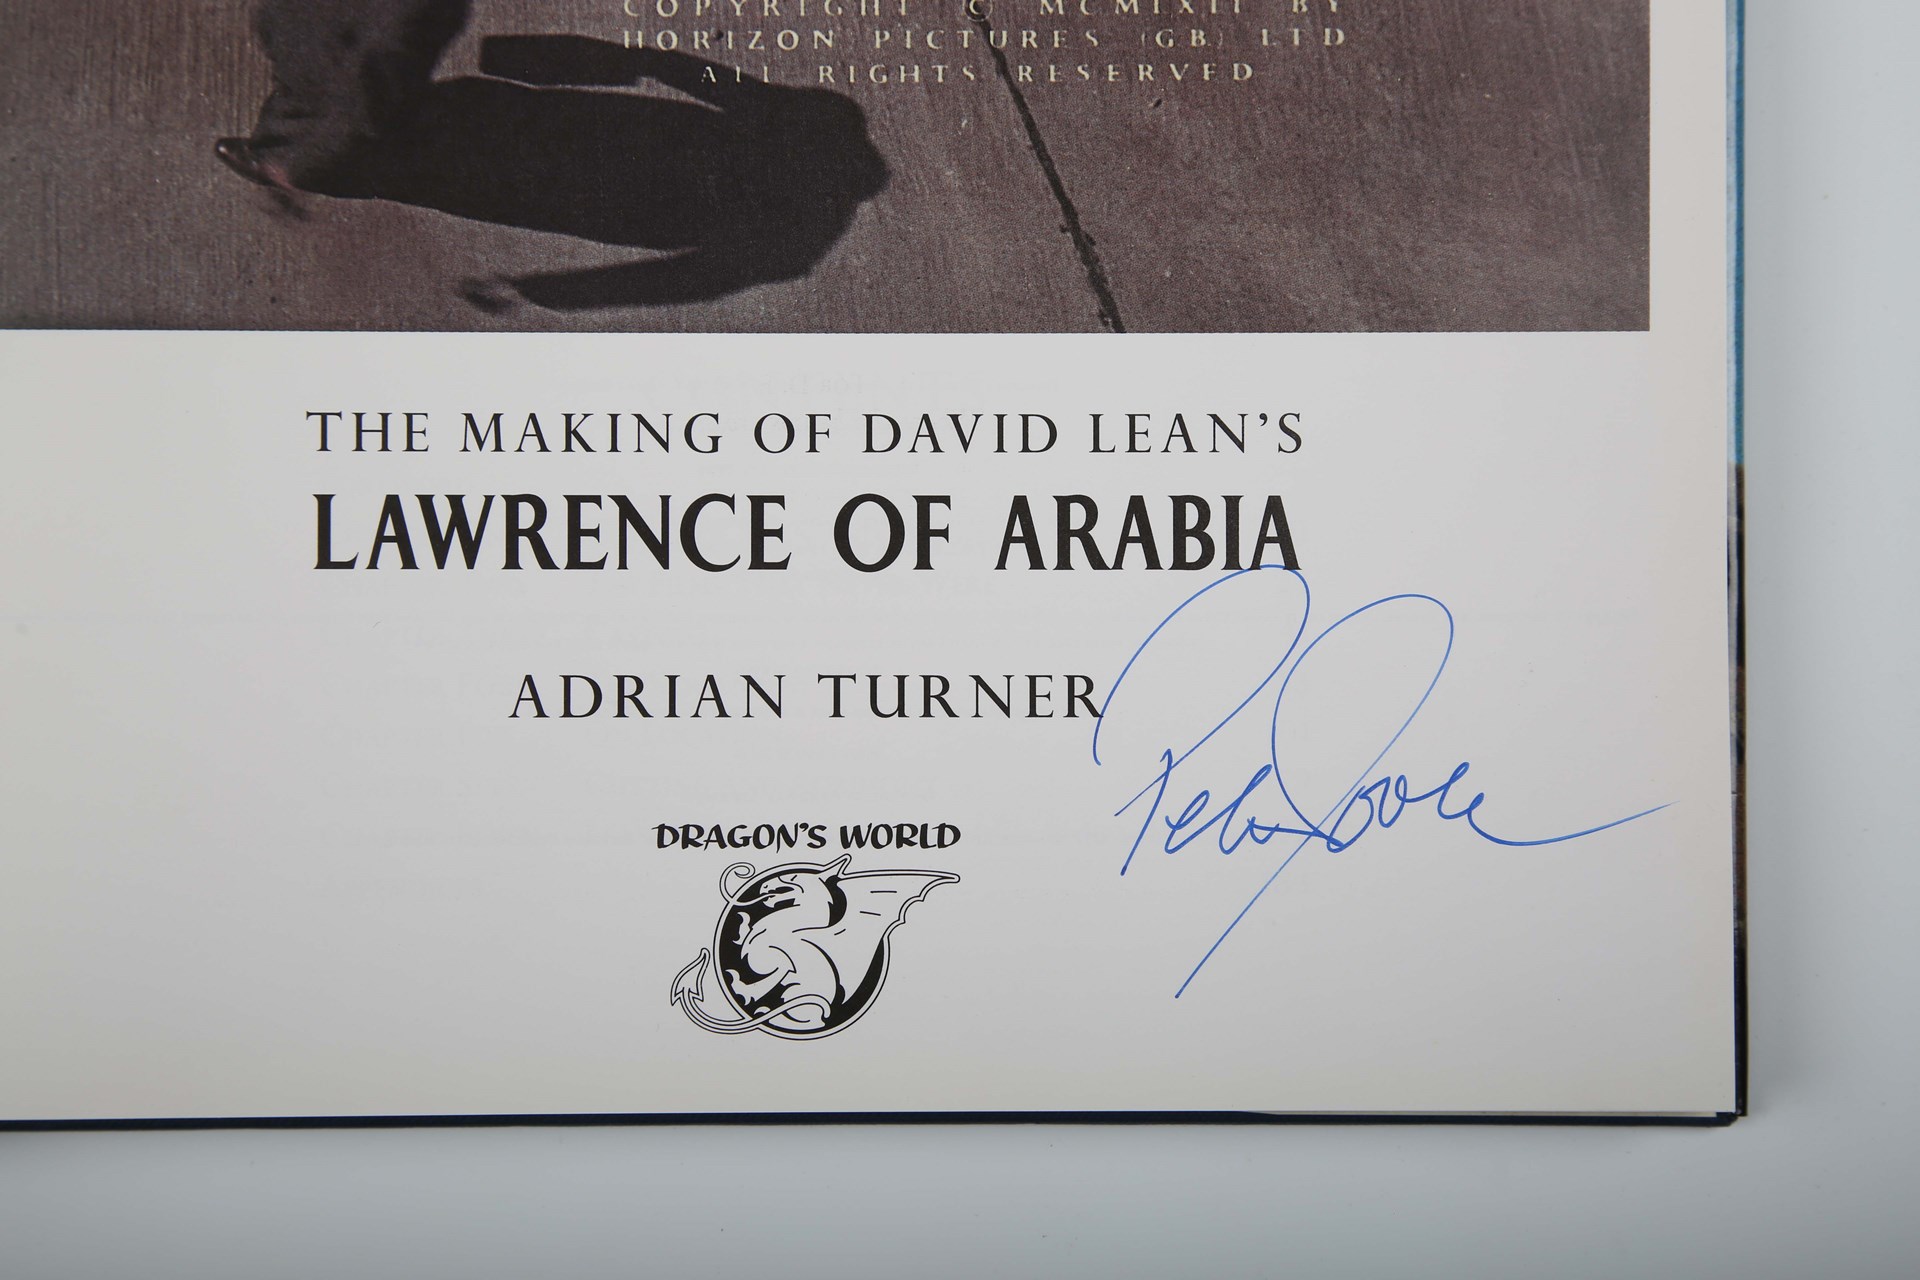 COPYRIGHT © MCMLXII BY
HORIZON PICTURES (GB) LTD
ALL RIGHTS RESERVED
THE MAKING OF DAVID LEAN'S
LAWRENCE OF ARABIA
ADRIAN TURNER
DRAGON'S WORLD